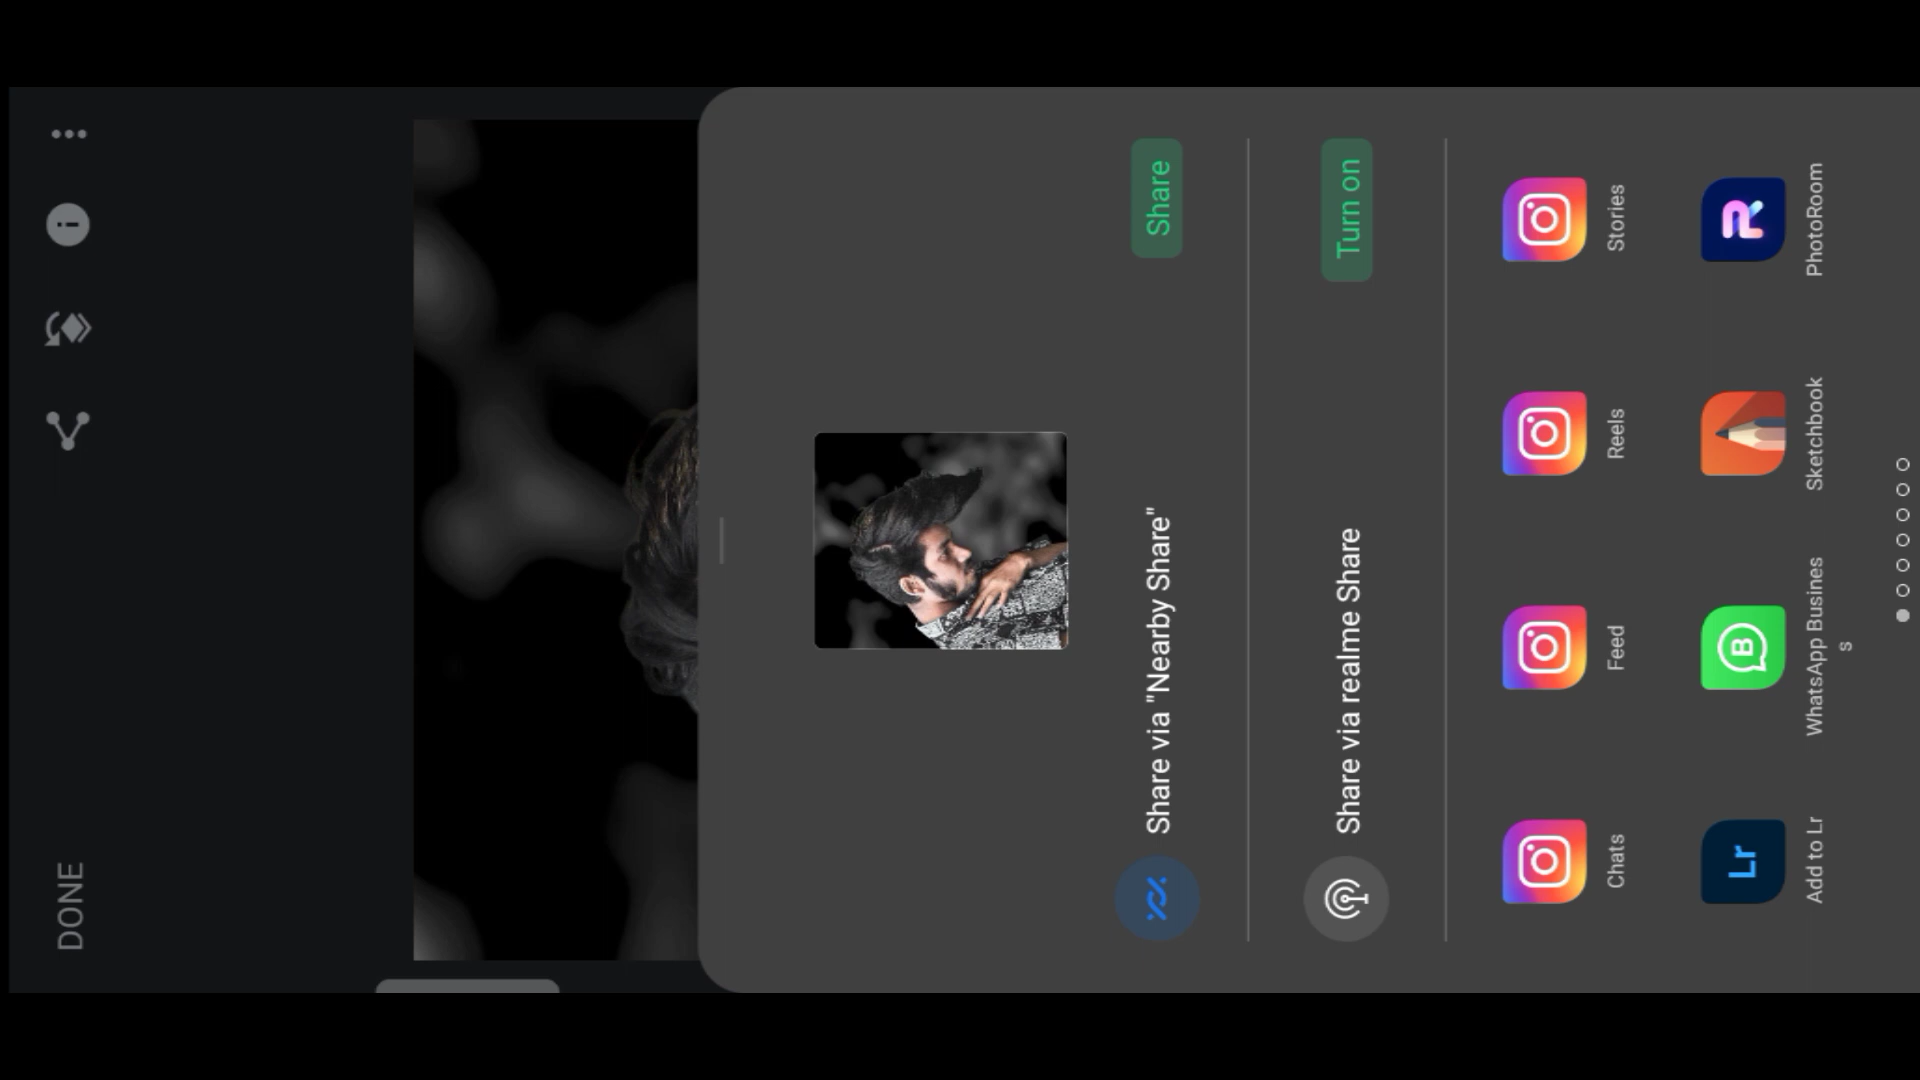 DONE
Share via "Nearby Share"
Share
Share via realme Share
Turn on
Chats
Feed
Reels
Stories
Lr
B
R
Add to Lr
WhatsApp Busines
s
Sketchbook
PhotoRoom